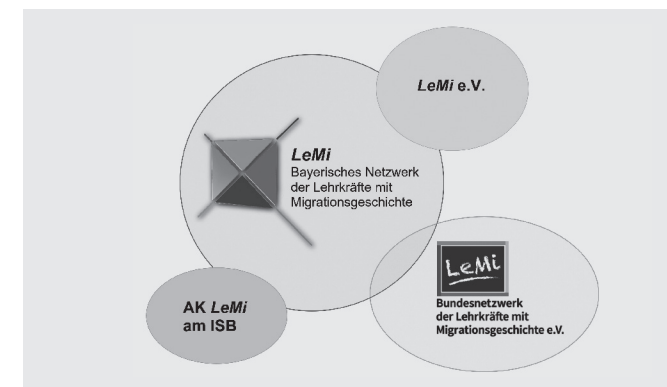 LeMi e.V.
LeMi
Bayerisches Netzwerk
der Lehrkräfte mit
Migrationsgeschichte
LeMi
Bundesnetzwerk
der Lehrkräfte mit
Migrationsgeschichte e.V.
AK LeMi
am ISB